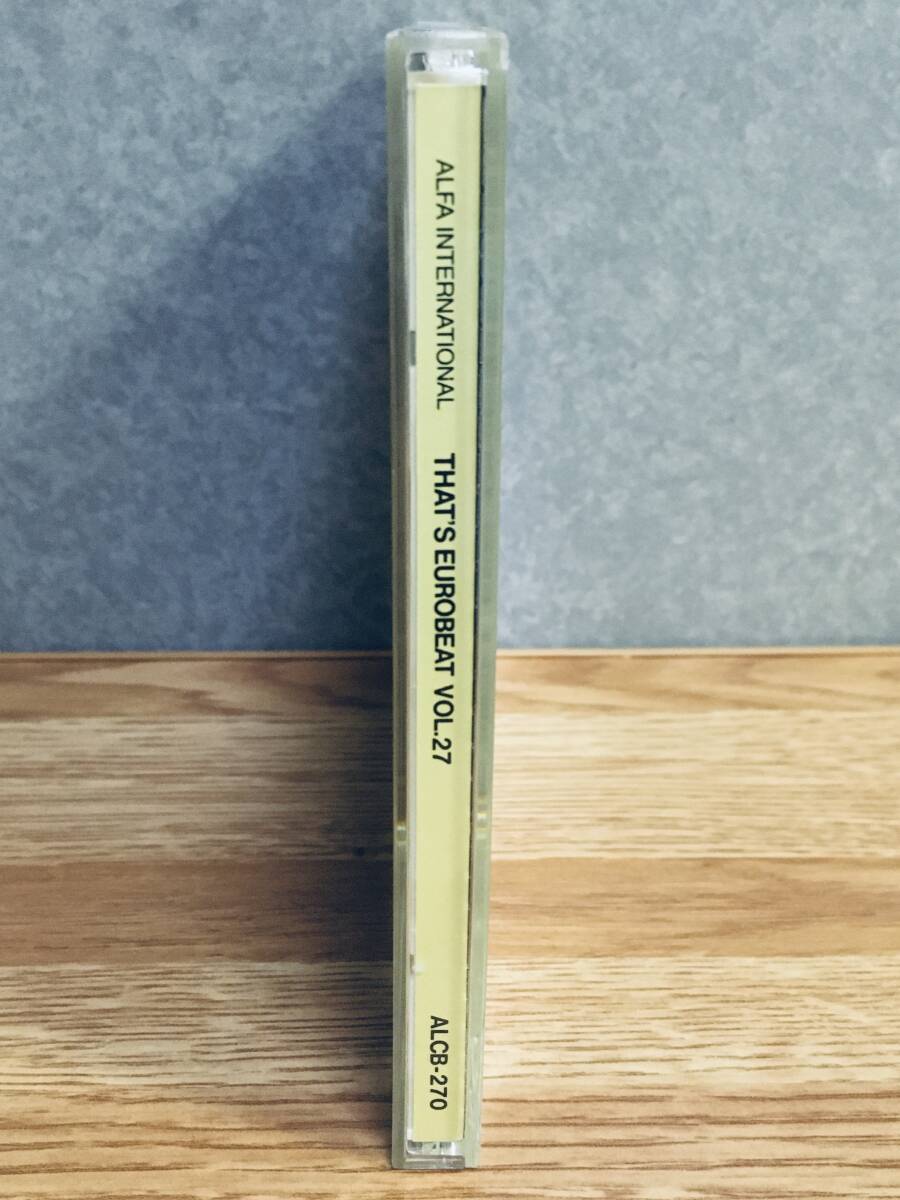 ALFA INTERNATIONAL THAT'S EUROBEAT VOL.27 ALCB-270